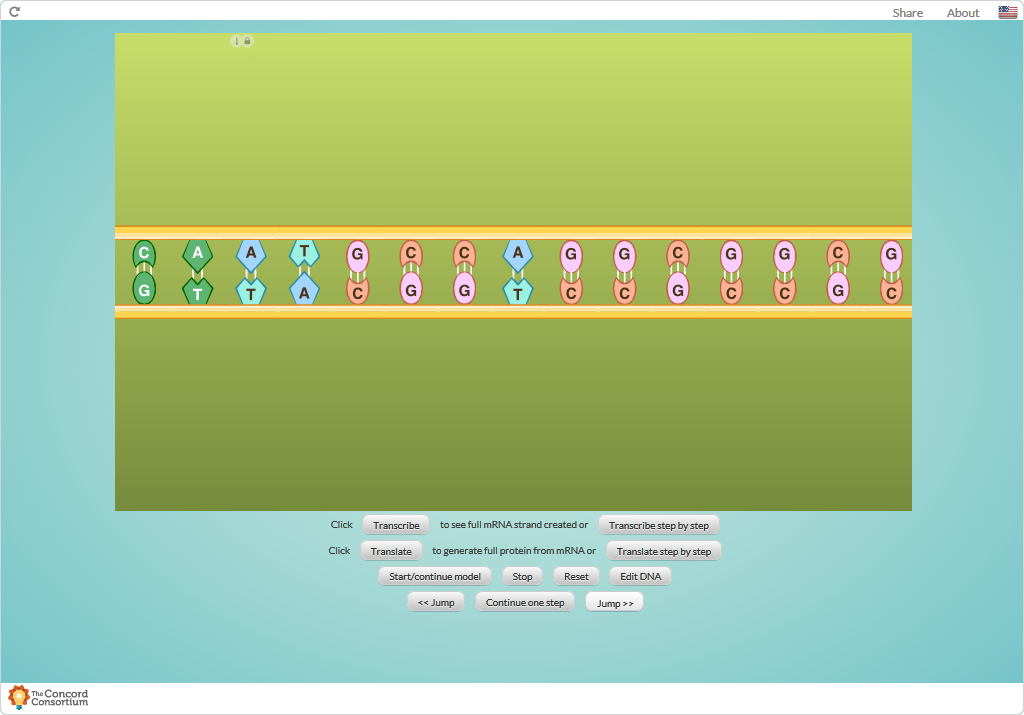 Share About
C A A T G C C A G G C G G C G
G T T A C G G T C C G C C G C
Click Transcribe to see full mRNA strand created or Transcribe step by step
Click Translate to generate full protein from mRNA or Translate step by step
Start/continue model Stop Reset Edit DNA
<< Jump Continue one step Jump >>
The Concord
Consortium